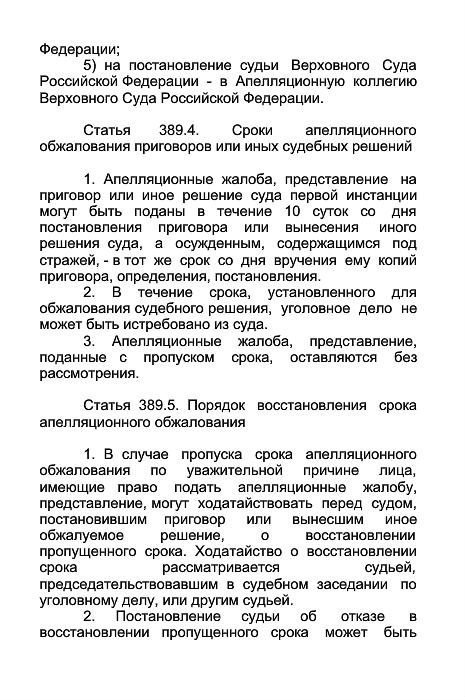 Федерации;
5) на постановление судьи Верховного Суда
Российской Федерации - в Апелляционную коллегию
Верховного Суда Российской Федерации.
Статья 389.4. Сроки апелляционного
обжалования приговоров или иных судебных решений
1. Апелляционные жалоба, представление на
приговор или иное решение суда первой инстанции
могут быть поданы в течение 10 суток со дня
постановления приговора или вынесения иного
решения суда, а осужденным, содержащимся под
стражей, - в тот же срок со дня вручения ему копий
приговора, определения, постановления.
2. В течение срока, установленного для
обжалования судебного решения, уголовное дело не
может быть истребовано из суда.
3. Апелляционные жалоба, представление,
поданные с пропуском срока, оставляются без
рассмотрения.
Статья 389.5. Порядок восстановления срока
апелляционного обжалования
1. В случае пропуска срока апелляционного
обжалования по уважительной причине лица,
имеющие право подать апелляционные жалобу,
представление, могут ходатайствовать перед судом,
постановившим приговор или вынесшим иное
обжалуемое решение, о восстановлении
пропущенного срока. Ходатайство о восстановлении
срока рассматривается судьей,
председательствовавшим в судебном заседании по
уголовному делу, или другим судьей.
2. Постановление судьи об отказе в
восстановлении пропущенного срока может быть